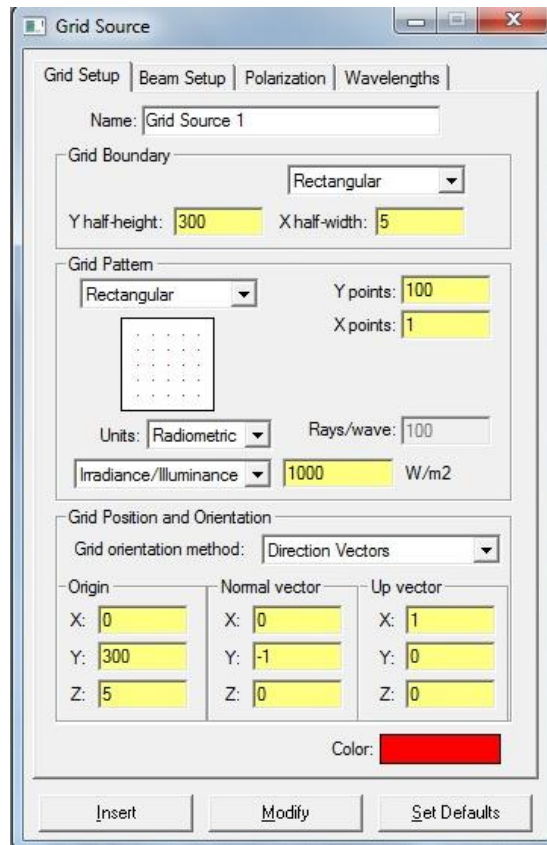 Grid Source
Grid Setup Beam Setup Polarization Wavelengths
Name: Grid Source 1
Grid Boundary
Rectangular
Y half-height: 300 X half-width: 5
Grid Pattern
Rectangular Y points: 100
X points: 1
Units: Radiometric Rays/wave: 100
Irradiance/Illuminance 1000 W/m2
Grid Position and Orientation
Grid orientation method: Direction Vectors
Origin Normal vector Up vector
X: 0 X: 0 X: 1
Y: 300 Y: -1 Y: 0
Z: 5 Z: 0 Z: 0
Color:
Insert Modify Set Defaults